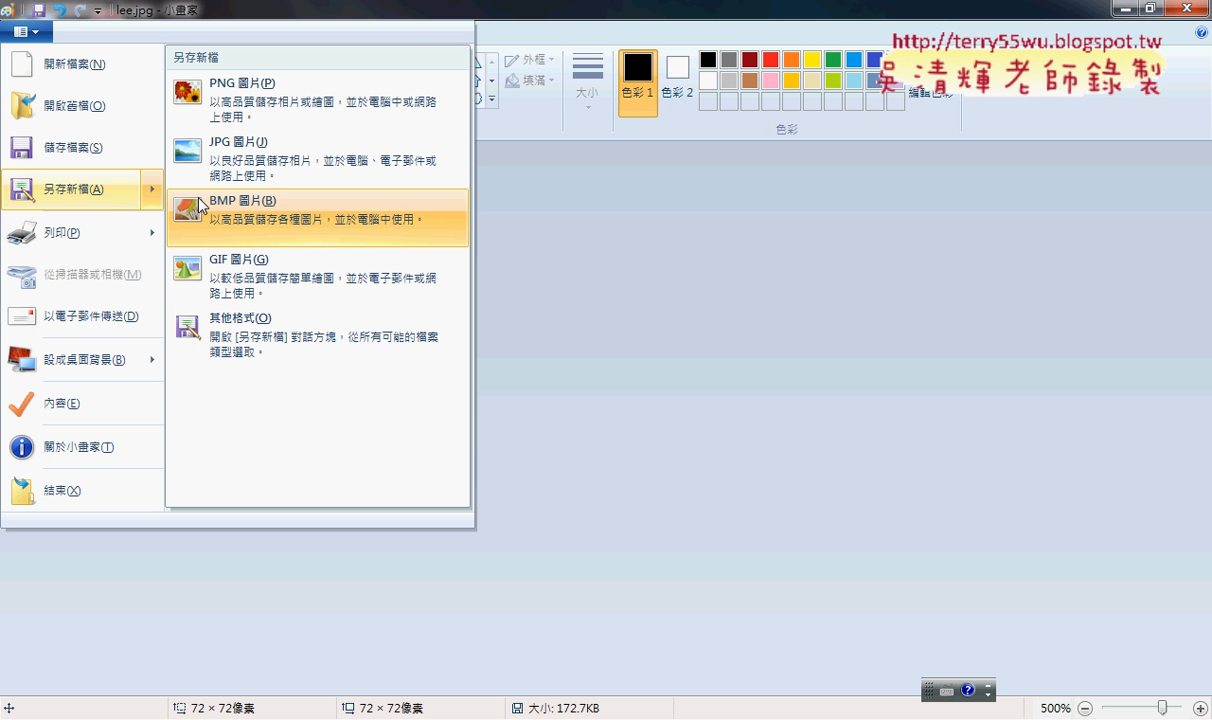 lee.jpg - 小畫家
http://terry55wu.blogspot.tw
吳清輝老師錄製
開新檔案(N)
開啟舊檔(O)
儲存檔案(S)
另存新檔(A)
列印(P)
從掃描器或相機(M)
以電子郵件傳送(D)
設成桌面背景(B)
內容(E)
關於小畫家(T)
結束(X)
另存新檔
PNG 圖片(P)
以高品質儲存相片或繪圖，並於電腦中或網路
上使用。
JPG 圖片(J)
以良好品質儲存相片，並於電腦、電子郵件或
網路上使用。
BMP 圖片(B)
以高品質儲存各種圖片，並於電腦中使用。
GIF 圖片(G)
以較低品質儲存簡單繪圖，並於電子郵件或網
路上使用。
其他格式(O)
開啟 [另存新檔] 對話方塊，從所有可能的檔案
類型選取。
外框
填滿
大小
色彩 1
色彩 2
編輯色彩
色彩
72 × 72像素
72 × 72像素
大小: 172.7KB
500%